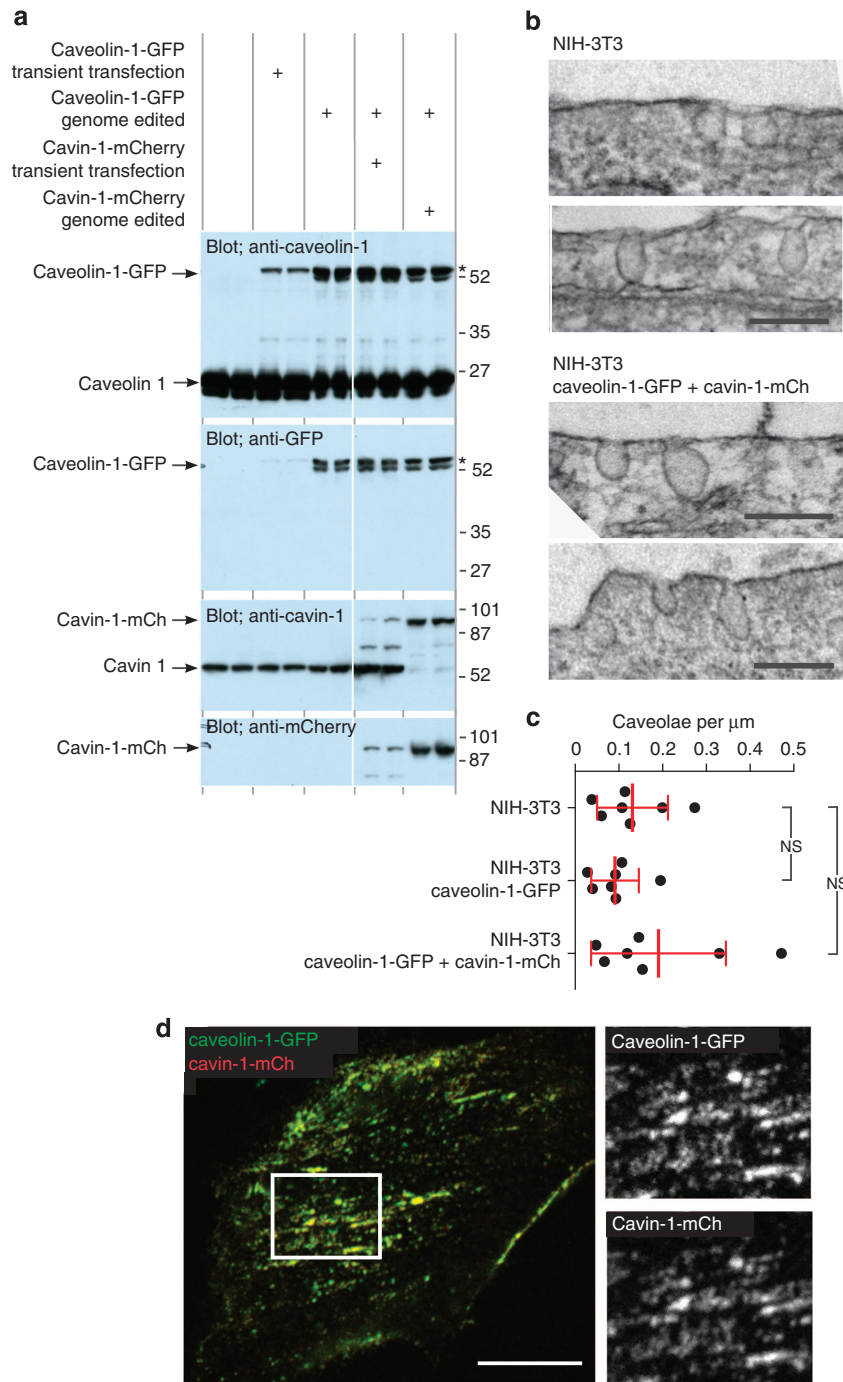 a
Caveolin-1-GFP
transient transfection
+
Caveolin-1-GFP
genome edited
+ + +
Cavin-1-mCherry
transient transfection
+
Cavin-1-mCherry
genome edited
+
Blot; anti-caveolin-1
Caveolin-1-GFP
*
- 52
- 35
- 27
Caveolin 1
Blot; anti-GFP
Caveolin-1-GFP
*
- 52
- 35
- 27
Blot; anti-cavin-1
Cavin-1-mCh
- 101
- 87
Cavin 1
- 52
Blot; anti-mCherry
Cavin-1-mCh
- 101
- 87
b
NIH-3T3
NIH-3T3
caveolin-1-GFP + cavin-1-mCh
c
Caveolae per μm
0 0.1 0.2 0.3 0.4 0.5
NIH-3T3
NIH-3T3
caveolin-1-GFP
NIH-3T3
caveolin-1-GFP + cavin-1-mCh
NS
NS
d
caveolin-1-GFP
cavin-1-mCh
Caveolin-1-GFP
Cavin-1-mCh